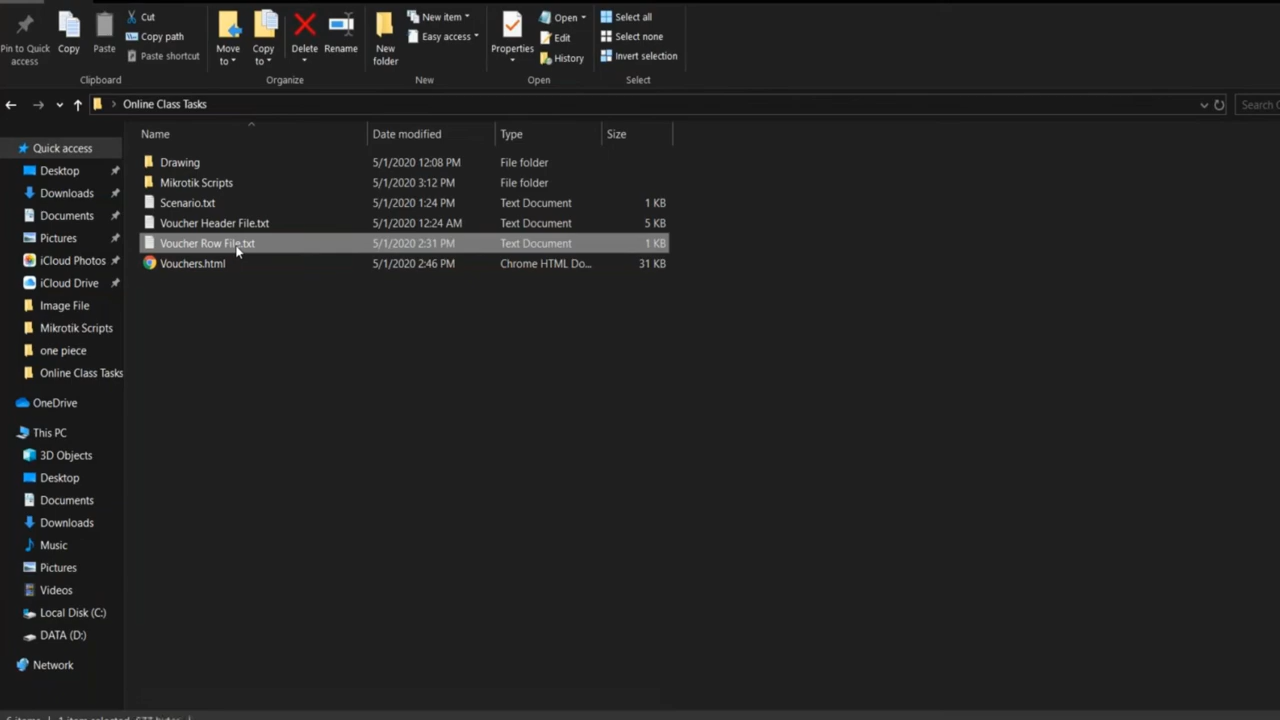 Pin to Quick access
Copy
Paste
Cut
Copy path
Paste shortcut
Clipboard
Move to
Copy to
Delete
Rename
Organize
New folder
New item
Easy access
New
Properties
Open
Edit
History
Open
Select all
Select none
Invert selection
Select
Online Class Tasks
Search
Name
Date modified
Type
Size
Drawing 5/1/2020 12:08 PM File folder
Mikrotik Scripts 5/1/2020 3:12 PM File folder
Scenario.txt 5/1/2020 1:24 PM Text Document 1 KB
Voucher Header File.txt 5/1/2020 12:24 AM Text Document 5 KB
Voucher Row File.txt 5/1/2020 2:31 PM Text Document 1 KB
Vouchers.html 5/1/2020 2:46 PM Chrome HTML Do... 31 KB
Quick access
Desktop
Downloads
Documents
Pictures
iCloud Photos
iCloud Drive
Image File
Mikrotik Scripts
one piece
Online Class Tasks
OneDrive
This PC
3D Objects
Desktop
Documents
Downloads
Music
Pictures
Videos
Local Disk (C:)
DATA (D:)
Network
6 items 1 item selected 677 bytes